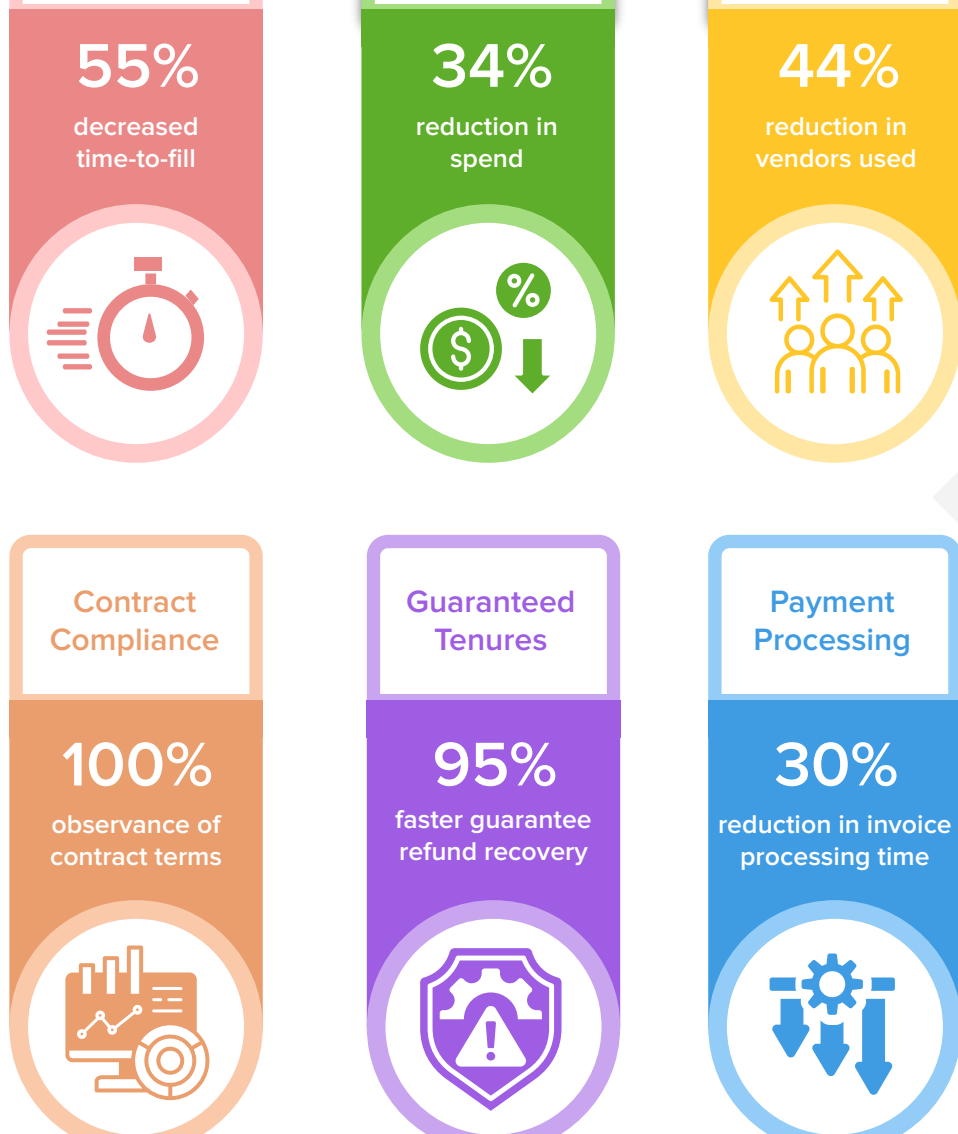 55%
decreased
time-to-fill
34%
reduction in
spend
44%
reduction in
vendors used
%
$
Contract
Compliance
100%
observance of
contract terms
Guaranteed
Tenures
95%
faster guarantee
refund recovery
!
Payment
Processing
30%
reduction in invoice
processing time